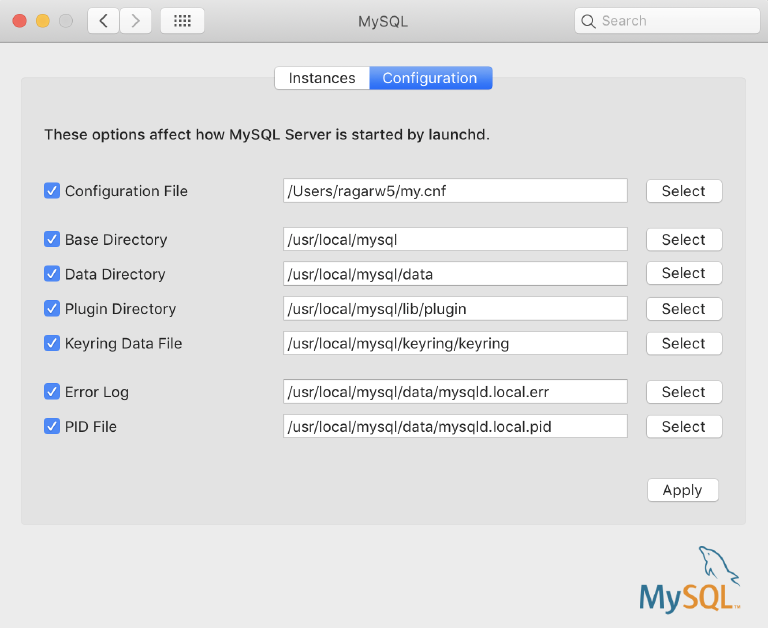 MySQL
Search
Instances Configuration
These options affect how MySQL Server is started by launchd.
Configuration File /Users/ragarw5/my.cnf Select
Base Directory /usr/local/mysql Select
Data Directory /usr/local/mysql/data Select
Plugin Directory /usr/local/mysql/lib/plugin Select
Keyring Data File /usr/local/mysql/keyring/keyring Select
Error Log /usr/local/mysql/data/mysqld.local.err Select
PID File /usr/local/mysql/data/mysqld.local.pid Select
Apply
MySQL™